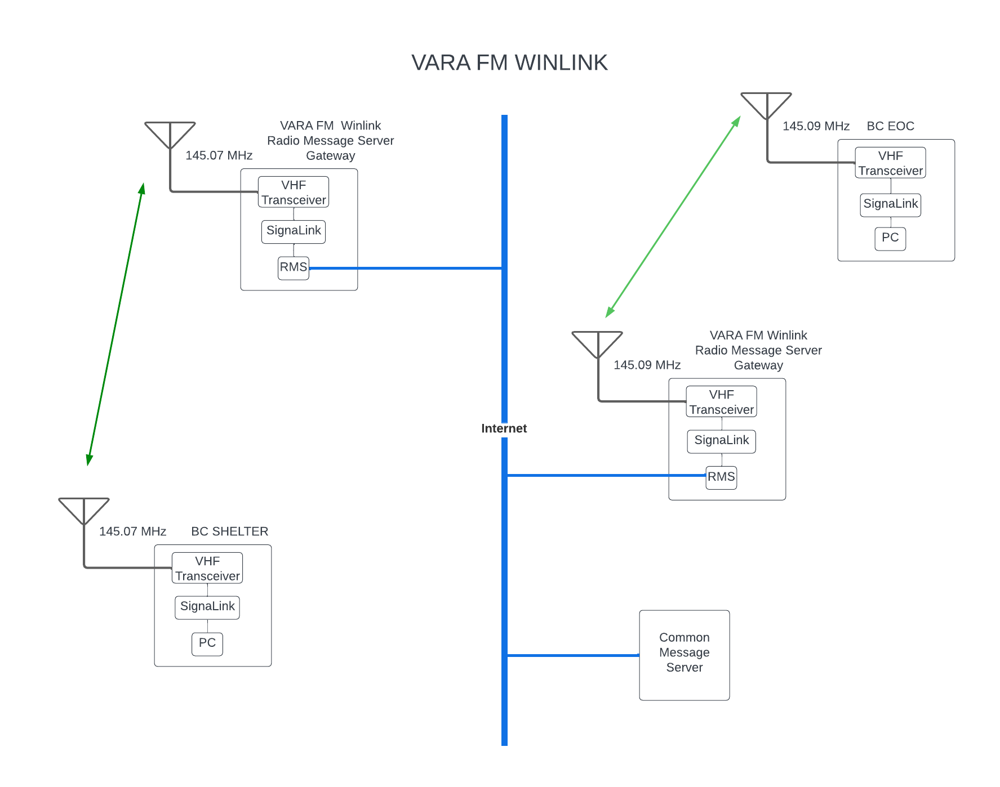 VARA FM WINLINK
VARA FM  Winlink
Radio Message Server
Gateway
145.07 MHz
VHF
Transceiver
SignaLink
RMS
145.09 MHz
BC EOC
VHF
Transceiver
SignaLink
PC
VARA FM Winlink
Radio Message Server
Gateway
145.09 MHz
VHF
Transceiver
SignaLink
RMS
Internet
145.07 MHz
BC SHELTER
VHF
Transceiver
SignaLink
PC
Common
Message
Server